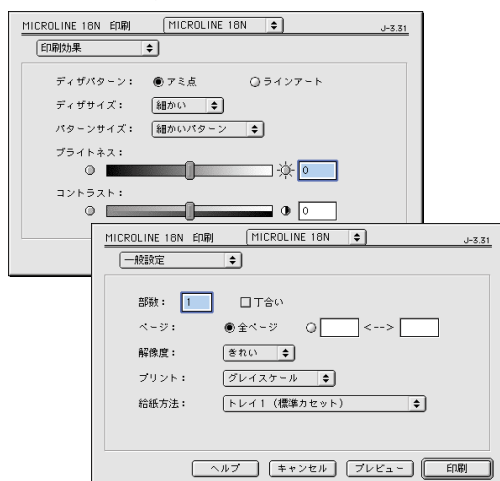 MICROLINE 18N 印刷 MICROLINE 18N J-3.31
印刷効果
ディザパターン： アミ点 ラインアート
ディザサイズ： 細かい
パターンサイズ： 細かいパターン
ブライトネス：
0
コントラスト：
0
MICROLINE 18N 印刷 MICROLINE 18N J-3.31
一般設定
部数： 1 丁合い
ページ： 全ページ <-->
解像度： きれい
プリント： グレイスケール
給紙方法： トレイ1（標準カセット）
ヘルプ キャンセル プレビュー 印刷